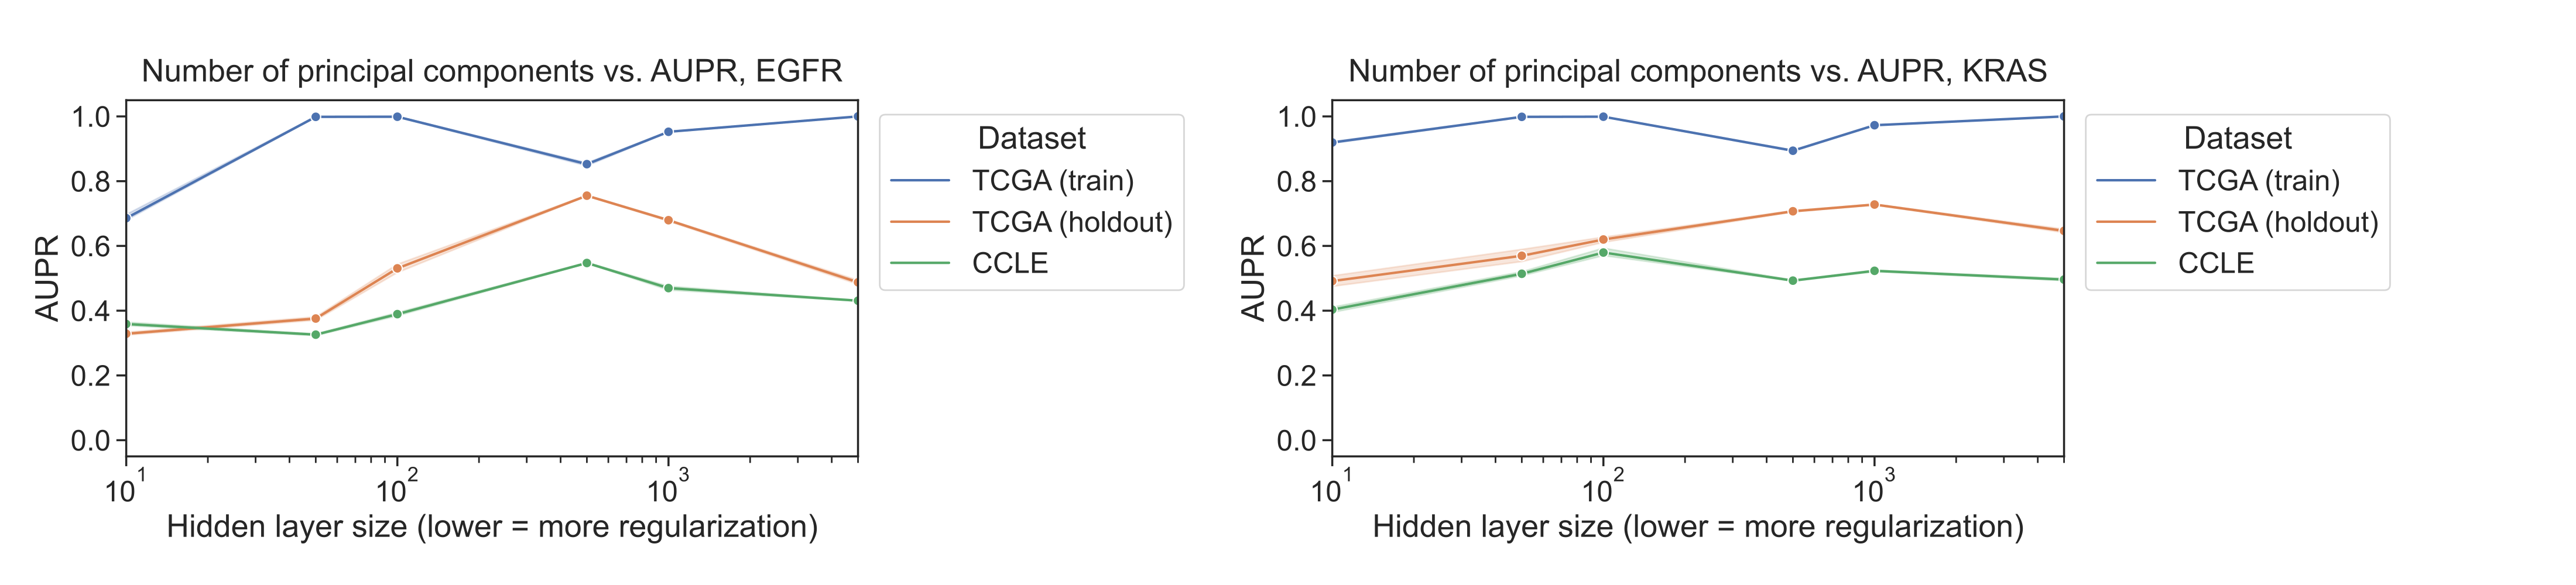 Number of principal components vs. AUPR, EGFR
1.0
0.8
0.6
0.4
0.2
0.0
AUPR
10^1
10^2
10^3
Hidden layer size (lower = more regularization)
Dataset
TCGA (train)
TCGA (holdout)
CCLE
Number of principal components vs. AUPR, KRAS
1.0
0.8
0.6
0.4
0.2
0.0
AUPR
10^1
10^2
10^3
Hidden layer size (lower = more regularization)
Dataset
TCGA (train)
TCGA (holdout)
CCLE